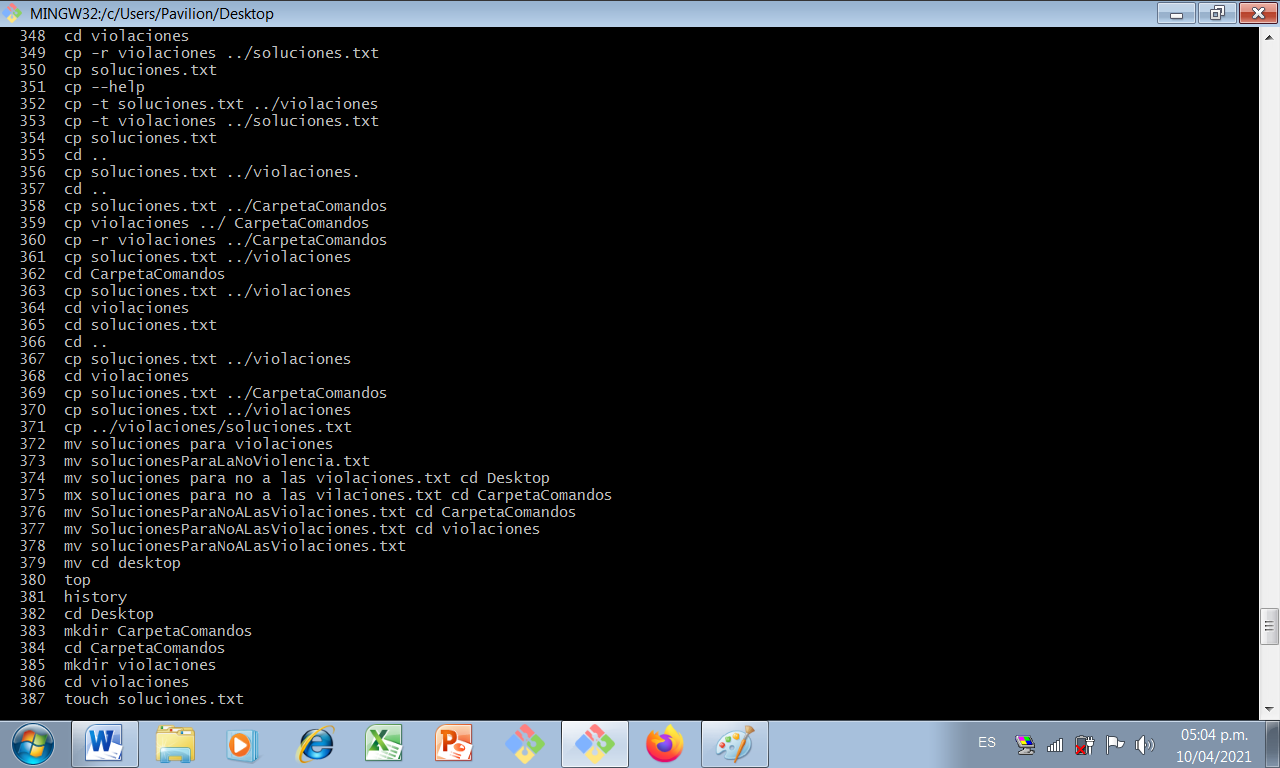 MINGW32:/c/Users/Pavilion/Desktop
348 cd violaciones
349 cp -r violaciones ../soluciones.txt
350 cp soluciones.txt
351 cp --help
352 cp -t soluciones.txt ../violaciones
353 cp -t violaciones ../soluciones.txt
354 cp soluciones.txt
355 cd ..
356 cp soluciones.txt ../violaciones.
357 cd ..
358 cp soluciones.txt ../CarpetaComandos
359 cp violaciones ../ CarpetaComandos
360 cp -r violaciones ../CarpetaComandos
361 cp soluciones.txt ../violaciones
362 cd CarpetaComandos
363 cp soluciones.txt ../violaciones
364 cd violaciones
365 cd soluciones.txt
366 cd ..
367 cp soluciones.txt ../violaciones
368 cd violaciones
369 cp soluciones.txt ../CarpetaComandos
370 cp soluciones.txt ../violaciones
371 cp ../violaciones/soluciones.txt
372 mv soluciones para violaciones
373 mv solucionesParaLaNoViolencia.txt
374 mv soluciones para no a las violaciones.txt cd Desktop
375 mx soluciones para no a las vilaciones.txt cd CarpetaComandos
376 mv SolucionesParaNoALasViolaciones.txt cd CarpetaComandos
377 mv SolucionesParaNoALasViolaciones.txt cd violaciones
378 mv solucionesParaNoALasViolaciones.txt
379 mv cd desktop
380 top
381 history
382 cd Desktop
383 mkdir CarpetaComandos
384 cd CarpetaComandos
385 mkdir violaciones
386 cd violaciones
387 touch soluciones.txt
ES
05:04 p.m.
10/04/2021